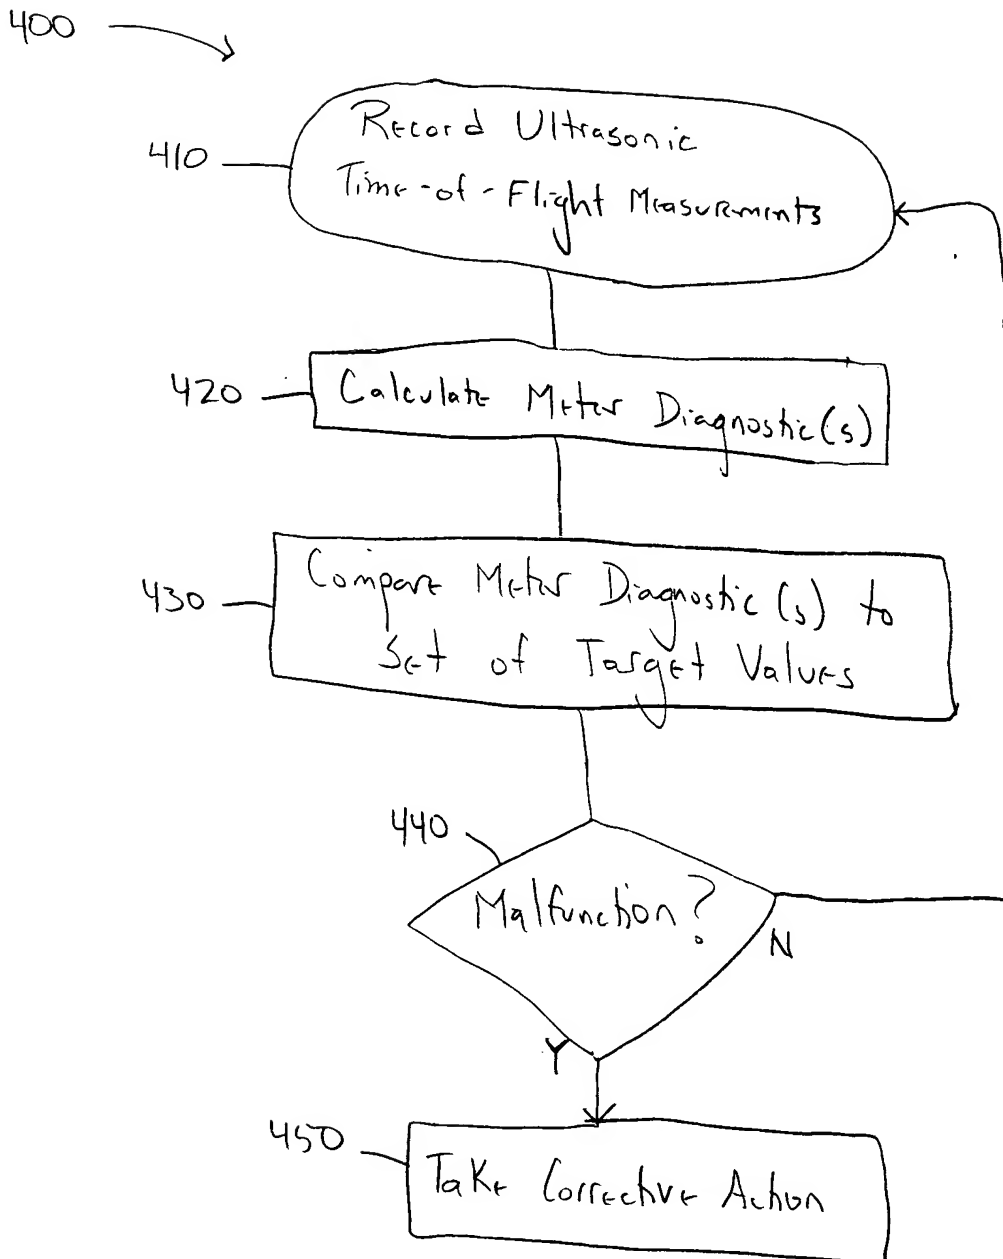 400
410
Record Ultrasonic
Time-of-Flight Measurements
420
Calculate Meter Diagnostic(s)
430
Compare Meter Diagnostic(s) to
Set of Target Values
440
Malfunction?
N
Y
450
Take Corrective Action